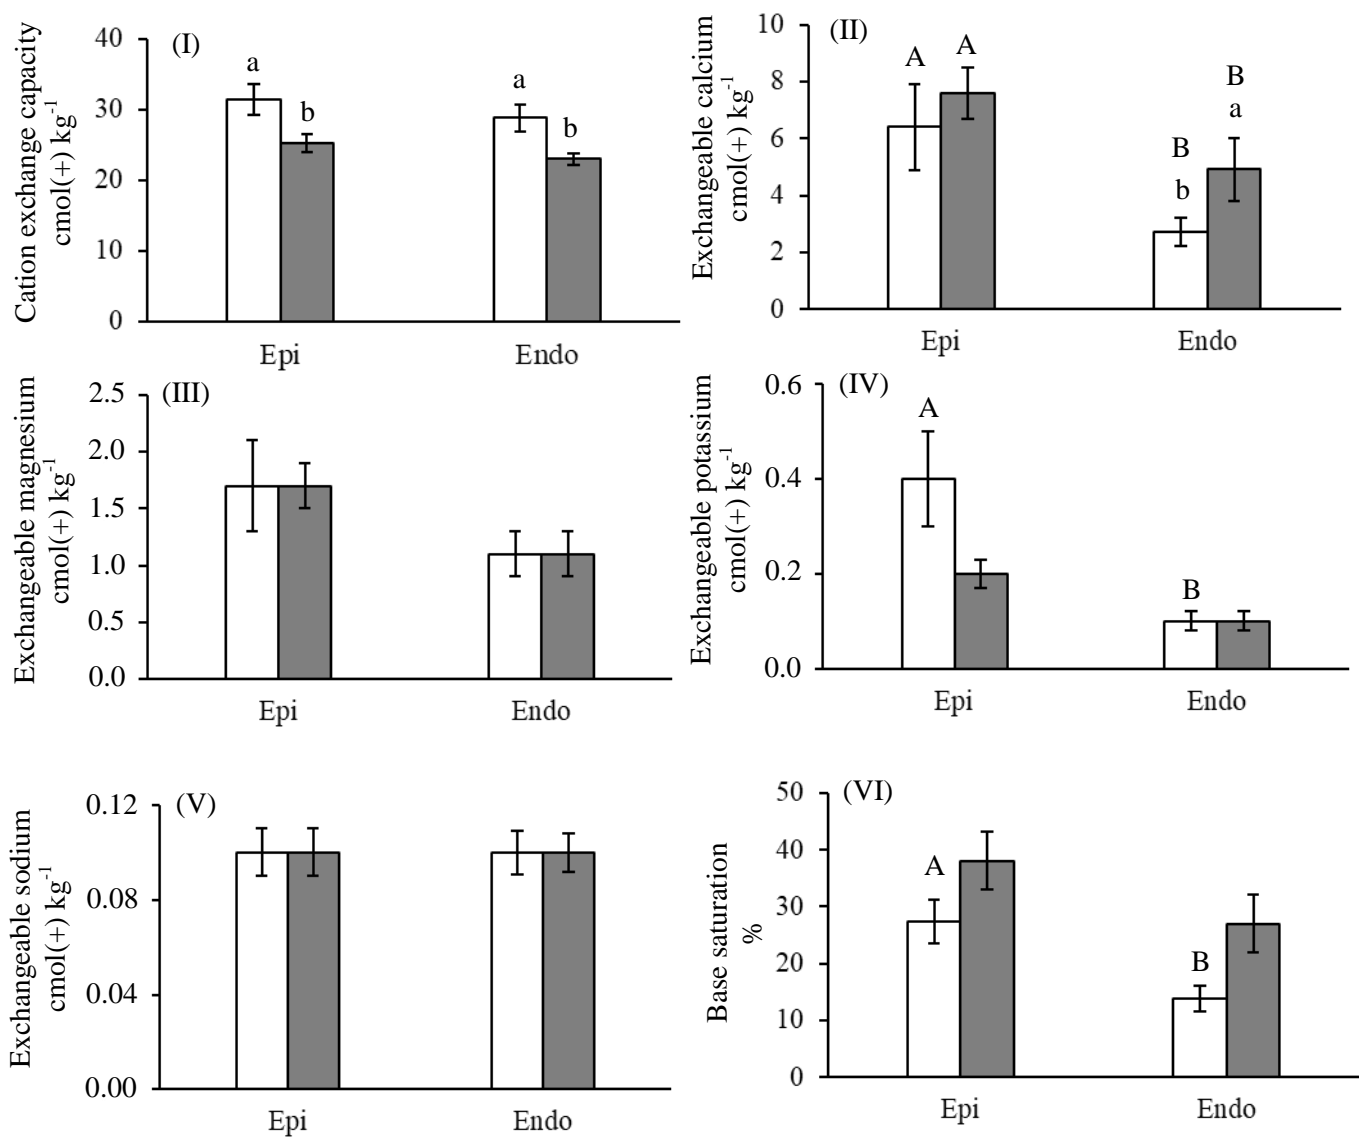 Cation exchange capacity
cmol(+) kg-1
(I)
40
30
20
10
0
a
b
a
b
Epi
Endo
Exchangeable calcium
cmol(+) kg-1
(II)
10
8
6
4
2
0
A
A
B
b
B
a
Epi
Endo
Exchangeable magnesium
cmol(+) kg-1
(III)
2.5
2.0
1.5
1.0
0.5
0.0
Epi
Endo
Exchangeable potassium
cmol(+) kg-1
(IV)
0.6
0.4
0.2
0.0
A
B
Epi
Endo
Exchangeable sodium
cmol(+) kg-1
(V)
0.12
0.08
0.04
0.00
Epi
Endo
Base saturation
%
(VI)
50
40
30
20
10
0
A
B
Epi
Endo